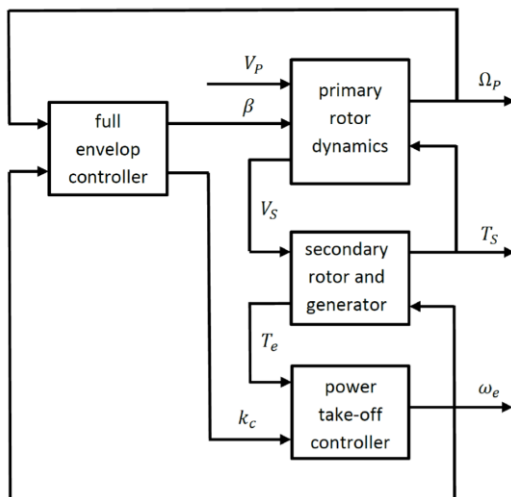 V_P
Ω_P
primary
rotor
dynamics
β
full
envelop
controller
V_S
T_S
secondary
rotor and
generator
T_e
power
take-off
controller
ω_e
k_c